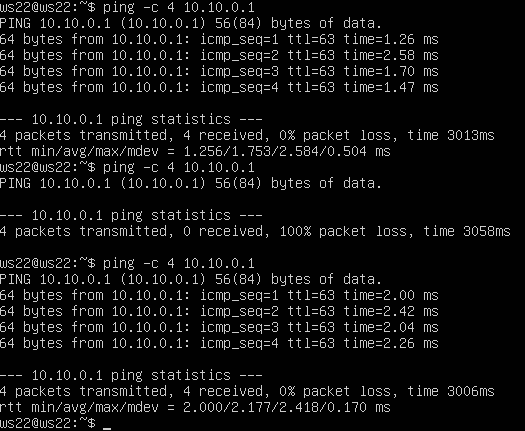 ws22@ws22:~$ ping -c 4 10.10.0.1
PING 10.10.0.1 (10.10.0.1) 56(84) bytes of data.
64 bytes from 10.10.0.1: icmp_seq=1 ttl=63 time=1.26 ms
64 bytes from 10.10.0.1: icmp_seq=2 ttl=63 time=2.58 ms
64 bytes from 10.10.0.1: icmp_seq=3 ttl=63 time=1.70 ms
64 bytes from 10.10.0.1: icmp_seq=4 ttl=63 time=1.47 ms
--- 10.10.0.1 ping statistics ---
4 packets transmitted, 4 received, 0% packet loss, time 3013ms
rtt min/avg/max/mdev = 1.256/1.753/2.584/0.504 ms
ws22@ws22:~$ ping -c 4 10.10.0.1
PING 10.10.0.1 (10.10.0.1) 56(84) bytes of data.
--- 10.10.0.1 ping statistics ---
4 packets transmitted, 0 received, 100% packet loss, time 3058ms
ws22@ws22:~$ ping -c 4 10.10.0.1
PING 10.10.0.1 (10.10.0.1) 56(84) bytes of data.
64 bytes from 10.10.0.1: icmp_seq=1 ttl=63 time=2.00 ms
64 bytes from 10.10.0.1: icmp_seq=2 ttl=63 time=2.42 ms
64 bytes from 10.10.0.1: icmp_seq=3 ttl=63 time=2.04 ms
64 bytes from 10.10.0.1: icmp_seq=4 ttl=63 time=2.26 ms
--- 10.10.0.1 ping statistics ---
4 packets transmitted, 4 received, 0% packet loss, time 3006ms
rtt min/avg/max/mdev = 2.000/2.177/2.418/0.170 ms
ws22@ws22:~$ _